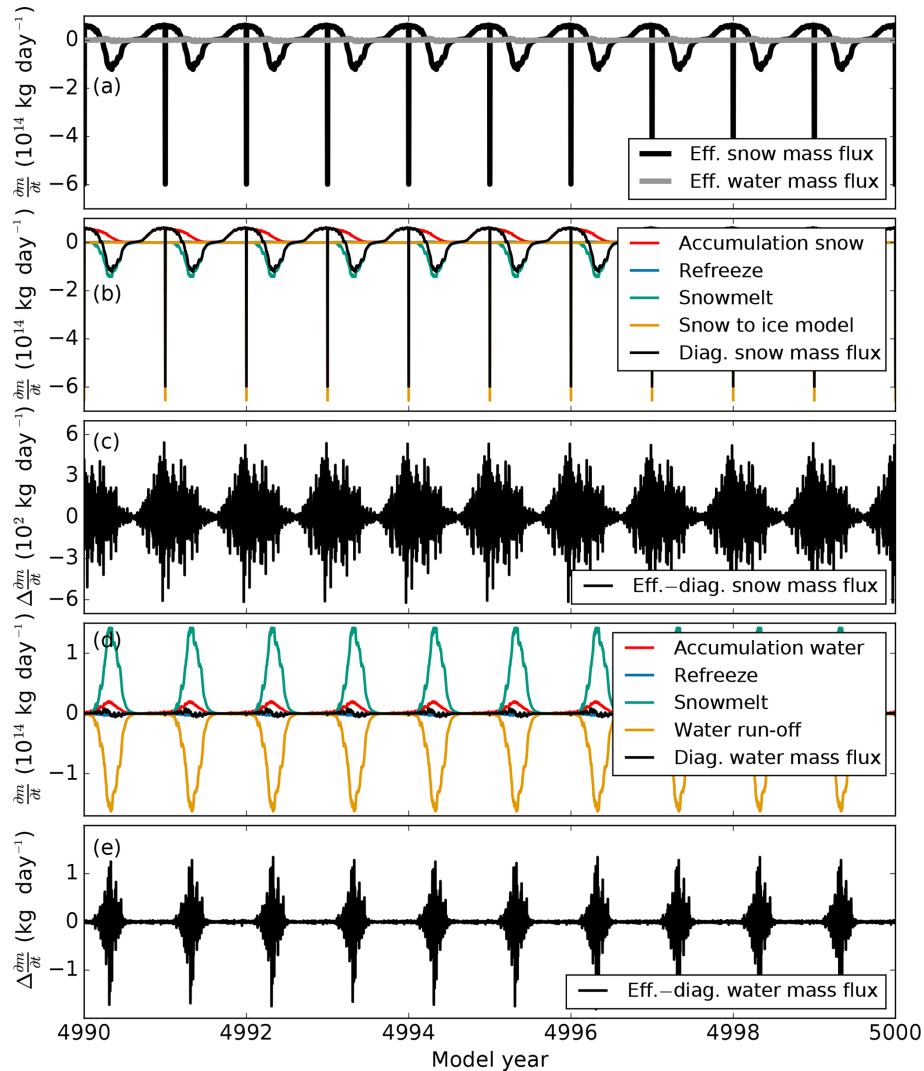 ∂m/∂t (10¹⁴ kg day⁻¹)
0
−2
−4
−6
(a)
Eff. snow mass flux
Eff. water mass flux
∂m/∂t (10¹⁴ kg day⁻¹)
0
−2
−4
−6
(b)
Accumulation snow
Refreeze
Snowmelt
Snow to ice model
Diag. snow mass flux
Δ∂m/∂t (10² kg day⁻¹)
6
3
0
−3
−6
(c)
Eff.−diag. snow mass flux
∂m/∂t (10¹⁴ kg day⁻¹)
1
0
−1
(d)
Accumulation water
Refreeze
Snowmelt
Water run-off
Diag. water mass flux
Δ∂m/∂t (kg day⁻¹)
1
0
−1
(e)
Eff.−diag. water mass flux
4990 4992 4994 4996 4998 5000
Model year